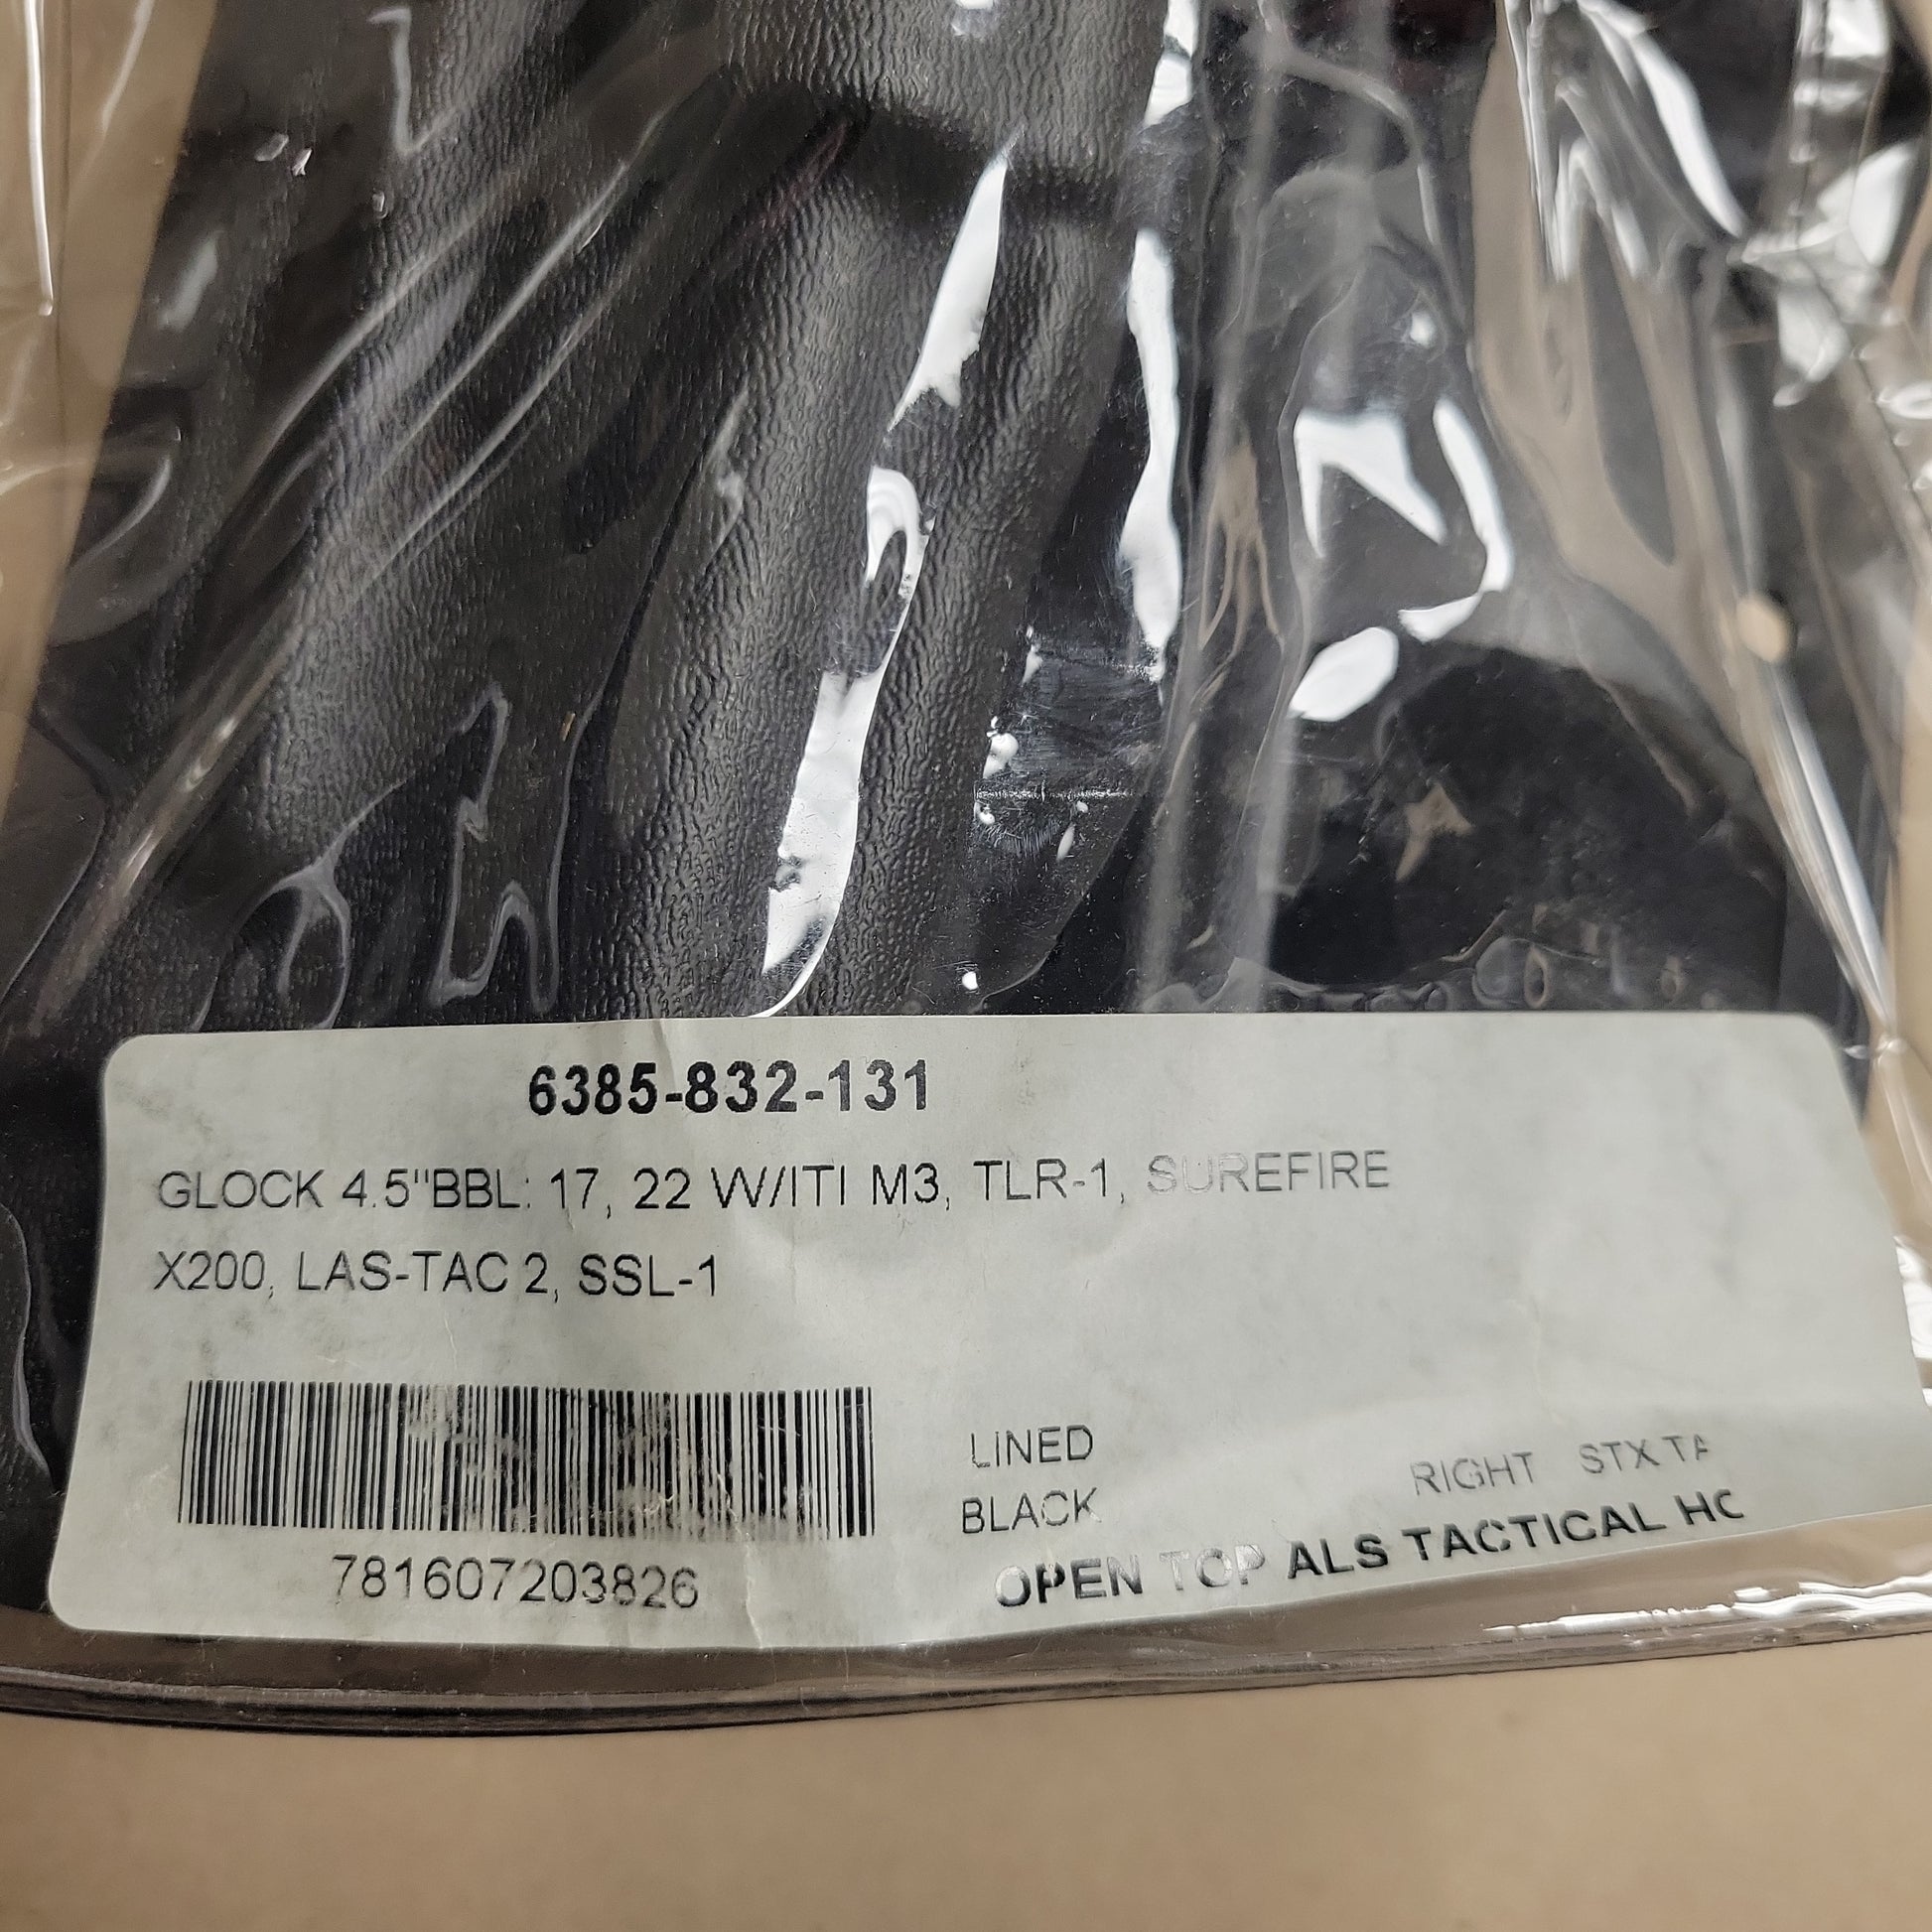 6385-832-131
GLOCK 4.5"BBL: 17, 22 W/ITI M3, TLR-1, SUREFIRE
X200, LAS-TAC 2, SSL-1
LINED RIGHT STX TA
BLACK
OPEN TOP ALS TACTICAL HO
781607203826